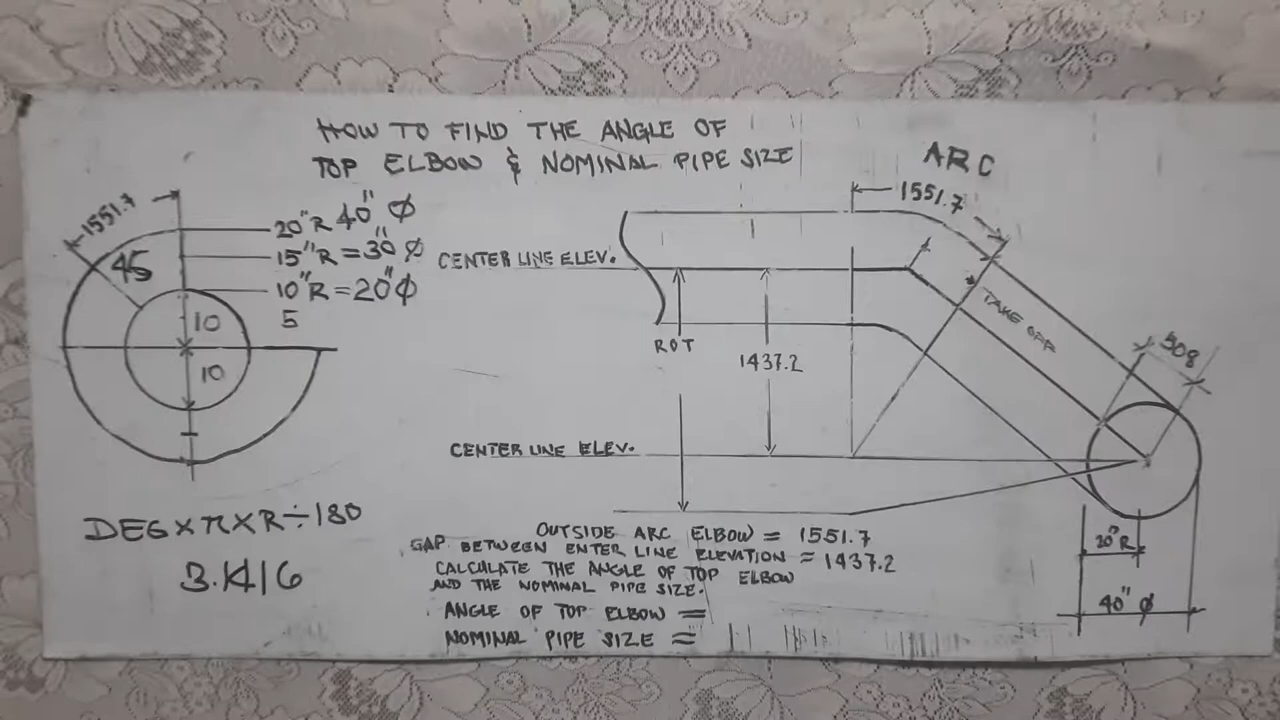 HOW TO FIND THE ANGLE OF
TOP ELBOW & NOMINAL PIPE SIZE
ARC
1551.7
1551.7
45
20"R 40" Ø
15"R = 30" Ø
10"R = 20" Ø
5
10
10
CENTER LINE ELEV.
TAKE OFF
ROT
1437.2
508
CENTER LINE ELEV.
DEG × π × R ÷ 180
3.1416
20"R
40" Ø
OUTSIDE ARC ELBOW = 1551.7
GAP BETWEEN ENTER LINE ELEVATION = 1437.2
CALCULATE THE ANGLE OF TOP ELBOW
AND THE NOMINAL PIPE SIZE.
ANGLE OF TOP ELBOW =
NOMINAL PIPE SIZE =